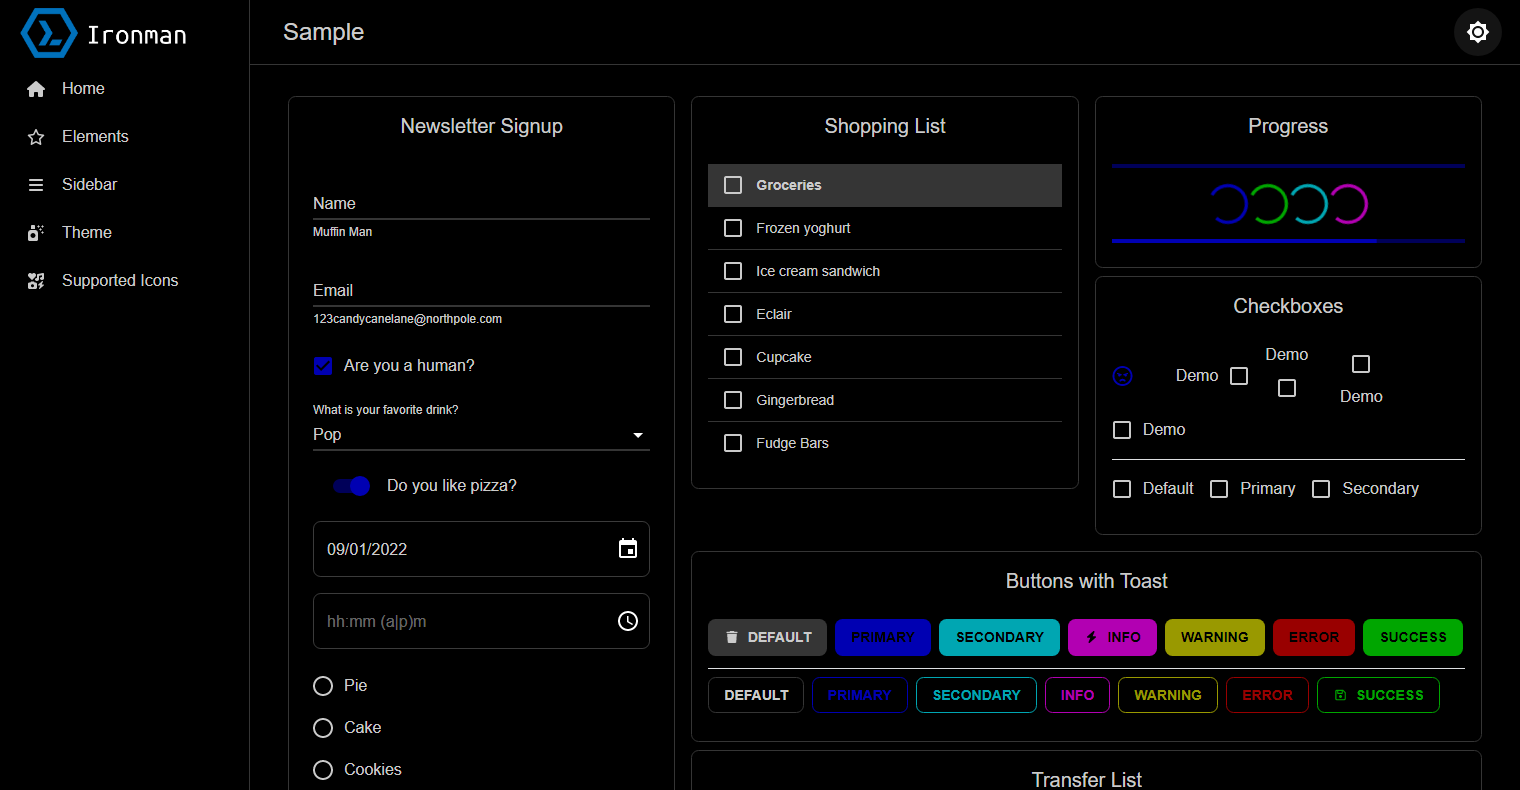 Ironman
Sample
Home
Elements
Sidebar
Theme
Supported Icons
Newsletter Signup
Name
Muffin Man
Email
123candycanelane@northpole.com
Are you a human?
What is your favorite drink?
Pop
Do you like pizza?
09/01/2022
hh:mm (a|p)m
Pie
Cake
Cookies
Shopping List
Groceries
Frozen yoghurt
Ice cream sandwich
Eclair
Cupcake
Gingerbread
Fudge Bars
Progress
Checkboxes
Demo
Demo
Demo
Demo
Default Primary Secondary
Buttons with Toast
DEFAULT PRIMARY SECONDARY INFO WARNING ERROR SUCCESS
DEFAULT PRIMARY SECONDARY INFO WARNING ERROR SUCCESS
Transfer List